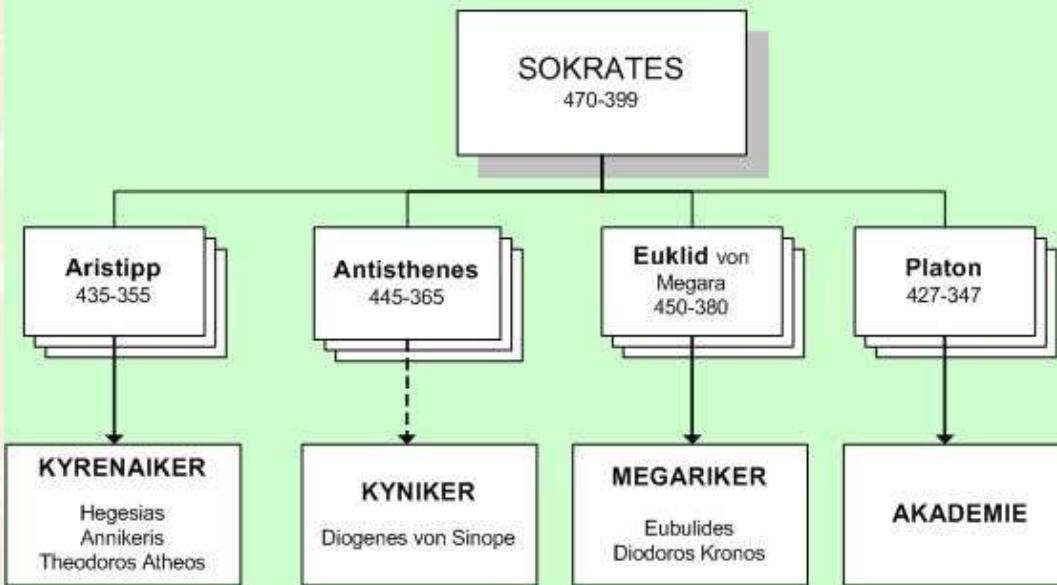 SOKRATES
470-399
Aristipp
435-355
Antisthenes
445-365
Euklid von
Megara
450-380
Platon
427-347
KYRENAIKER
Hegesias
Annikeris
Theodoros Atheos
KYNIKER
Diogenes von Sinope
MEGARIKER
Eubulides
Diodoros Kronos
AKADEMIE